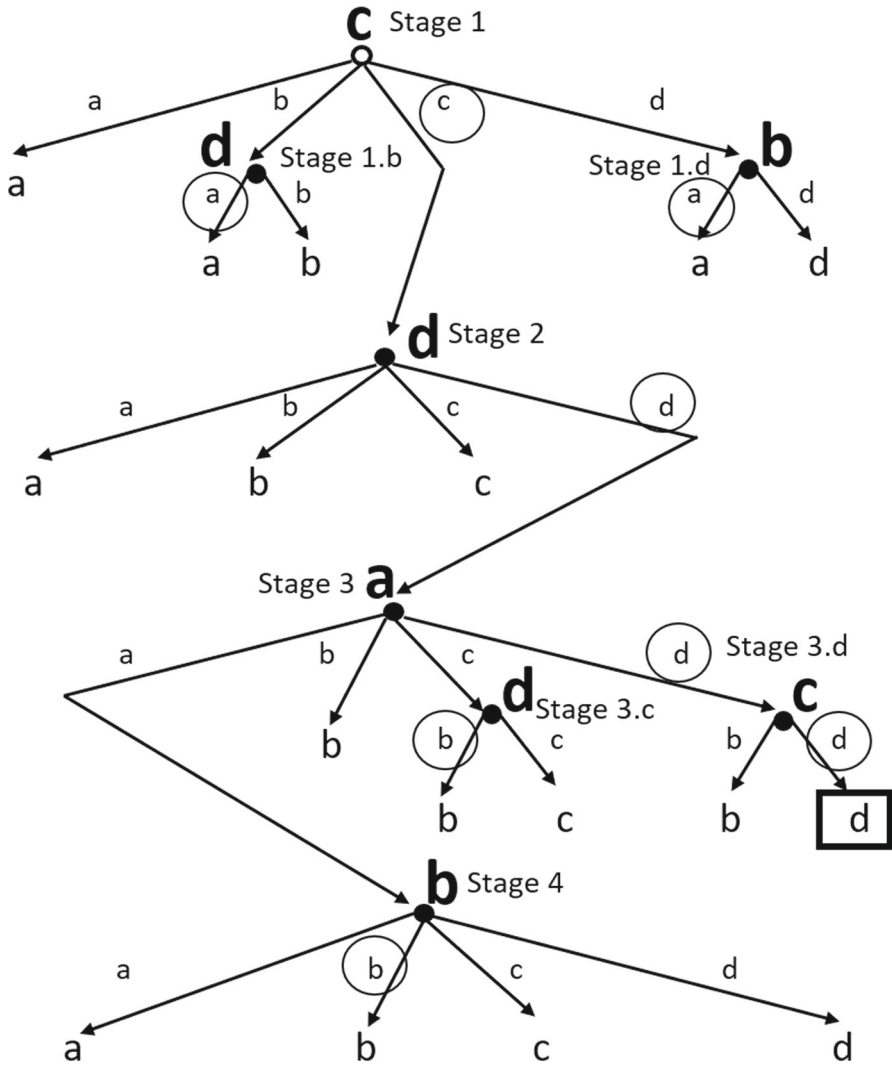 c Stage 1
a b c d
d Stage 1.b Stage 1.d b
a
a b a d
a b a d
d Stage 2
a b c d
a b c
Stage 3 a
a b c d Stage 3.d
d Stage 3.c c
b
b c b d
b c b d
b Stage 4
a b c d
a b c d